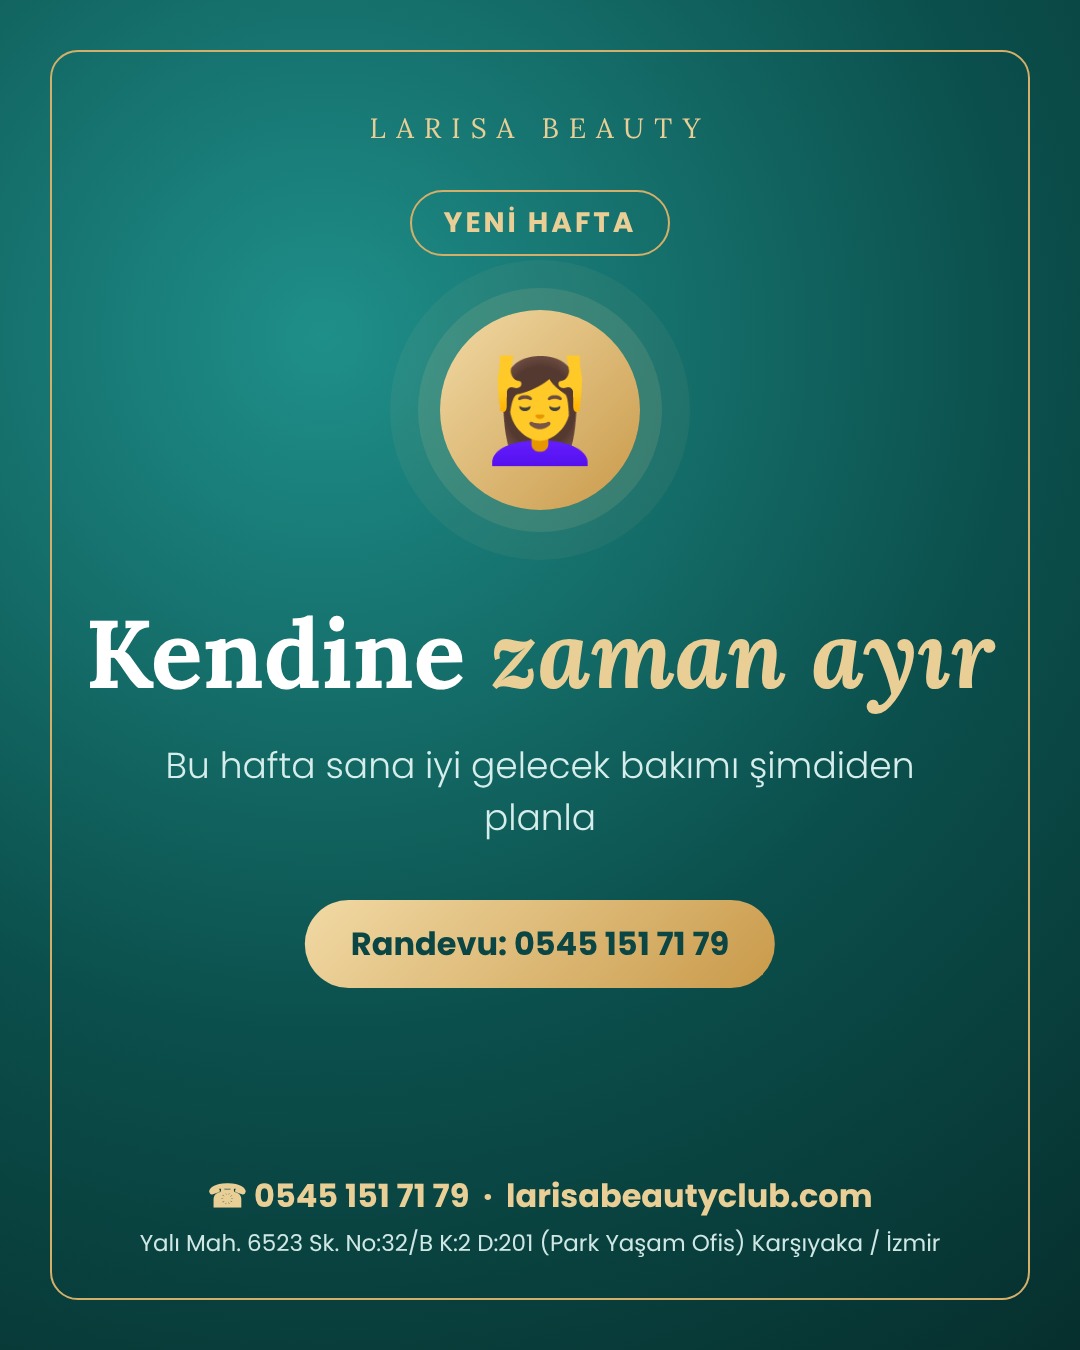 LARISA BEAUTY
YENİ HAFTA
Kendine zaman ayır
Bu hafta sana iyi gelecek bakımı şimdiden
planla
Randevu: 0545 151 71 79
☎ 0545 151 71 79 · larisabeautyclub.com
Yalı Mah. 6523 Sk. No:32/B K:2 D:201 (Park Yaşam Ofis) Karşıyaka / İzmir